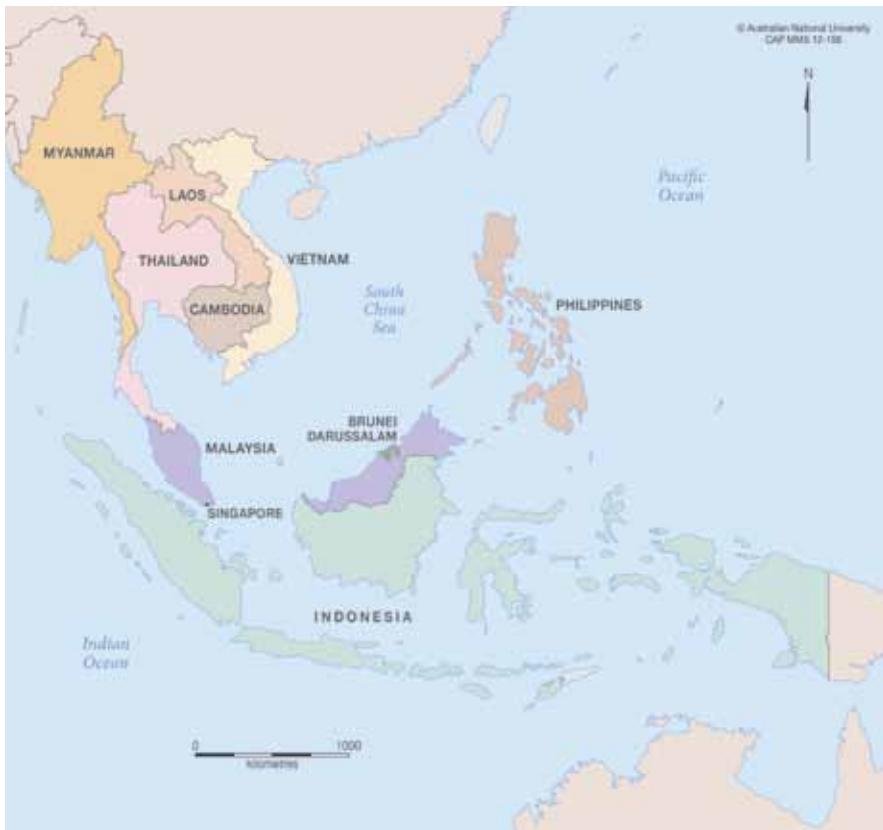 © Australian National University
CAP MMS 12-156
N
MYANMAR
LAOS
Pacific
Ocean
THAILAND
VIETNAM
CAMBODIA
South
China
Sea
PHILIPPINES
BRUNEI
DARUSSALAM
MALAYSIA
SINGAPORE
INDONESIA
Indian
Ocean
0 1000
kilometres